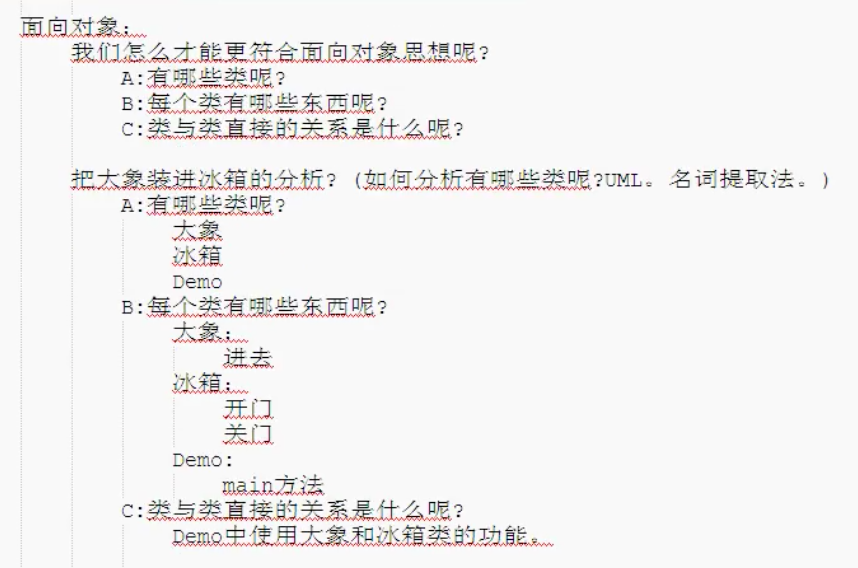 面向对象：
我们怎么才能更符合面向对象思想呢?
A:有哪些类呢?
B:每个类有哪些东西呢?
C:类与类直接的关系是什么呢?
把大象装进冰箱的分析?(如何分析有哪些类呢?UML。名词提取法。)
A:有哪些类呢?
大象
冰箱
Demo
B:每个类有哪些东西呢?
大象：
进去
冰箱：
开门
关门
Demo:
main方法
C:类与类直接的关系是什么呢?
Demo中使用大象和冰箱类的功能。